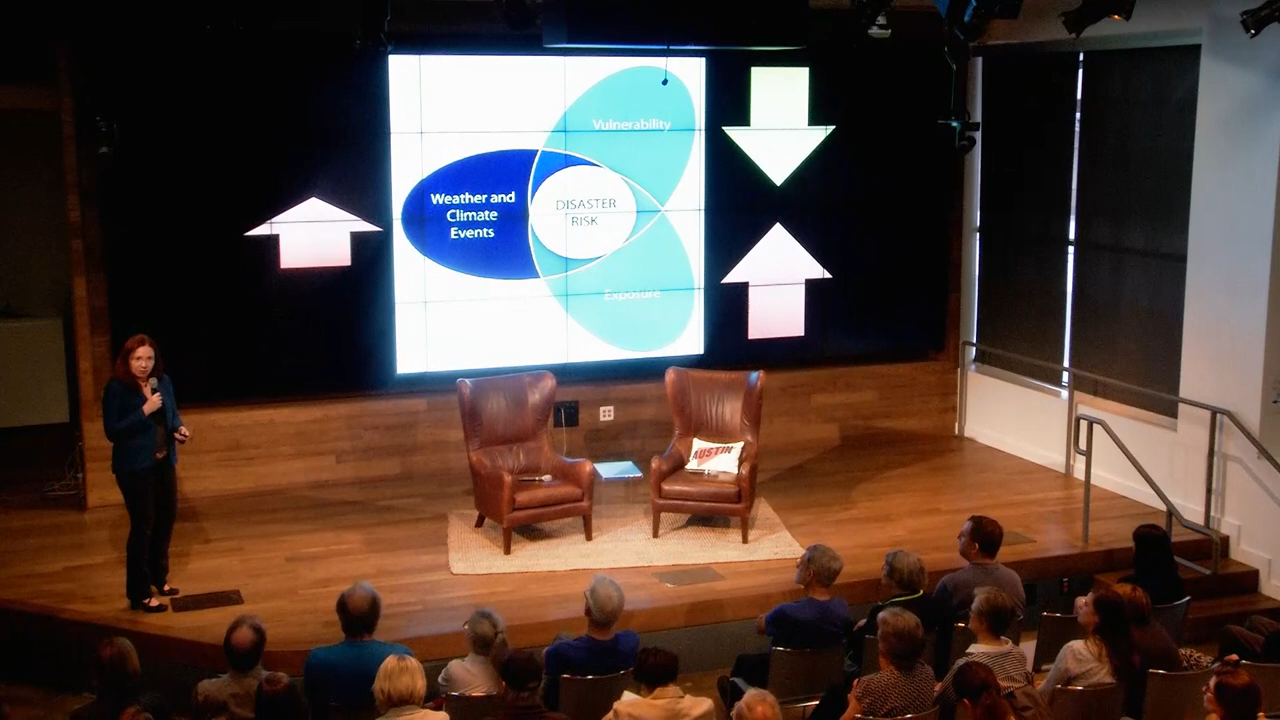 Vulnerability
Weather and
Climate
Events
DISASTER
RISK
Exposure
AUSTIN